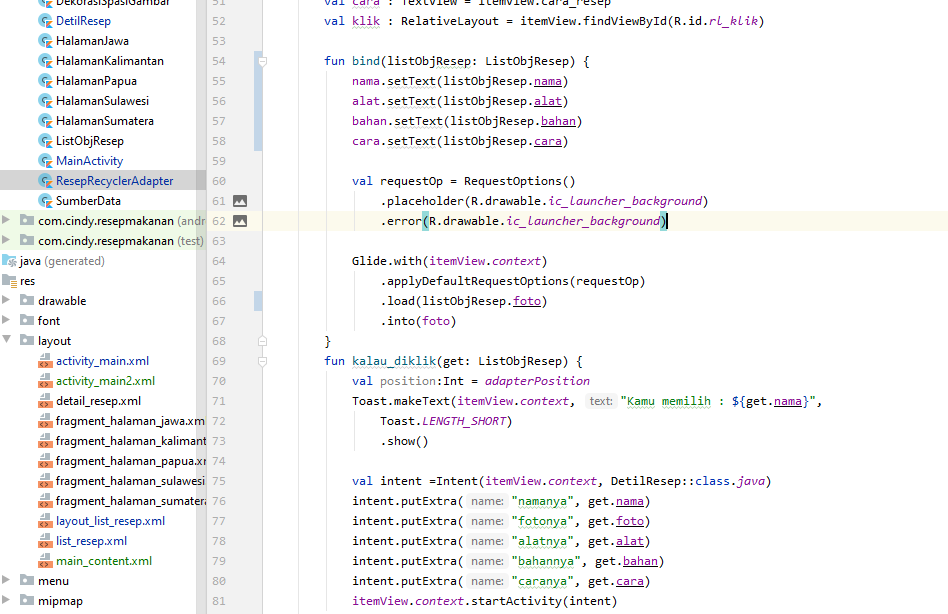 DekorasiSpasiGambar
DetilResep
HalamanJawa
HalamanKalimantan
HalamanPapua
HalamanSulawesi
HalamanSumatera
ListObjResep
MainActivity
ResepRecyclerAdapter
SumberData
com.cindy.resepmakanan (andr
com.cindy.resepmakanan (test)
java (generated)
res
drawable
font
layout
activity_main.xml
activity_main2.xml
detail_resep.xml
fragment_halaman_jawa.xm
fragment_halaman_kalimant
fragment_halaman_papua.xr
fragment_halaman_sulawesi
fragment_halaman_sumatera
layout_list_resep.xml
list_resep.xml
main_content.xml
menu
mipmap
51 val cara : TextView = itemView.cara_resep
52 val klik : RelativeLayout = itemView.findViewById(R.id.rl_klik)
53
54 fun bind(listObjResep: ListObjResep) {
55 nama.setText(listObjResep.nama)
56 alat.setText(listObjResep.alat)
57 bahan.setText(listObjResep.bahan)
58 cara.setText(listObjResep.cara)
59
60 val requestOp = RequestOptions()
61 .placeholder(R.drawable.ic_launcher_background)
62 .error(R.drawable.ic_launcher_background)
63
64 Glide.with(itemView.context)
65 .applyDefaultRequestOptions(requestOp)
66 .load(listObjResep.foto)
67 .into(foto)
68 }
69 fun kalau_diklik(get: ListObjResep) {
70 val position:Int = adapterPosition
71 Toast.makeText(itemView.context, text: "Kamu memilih : ${get.nama}",
72 Toast.LENGTH_SHORT)
73 .show()
74
75 val intent =Intent(itemView.context, DetilResep::class.java)
76 intent.putExtra( name: "namanya", get.nama)
77 intent.putExtra( name: "fotonya", get.foto)
78 intent.putExtra( name: "alatnya", get.alat)
79 intent.putExtra( name: "bahannya", get.bahan)
80 intent.putExtra( name: "caranya", get.cara)
81 itemView.context.startActivity(intent)